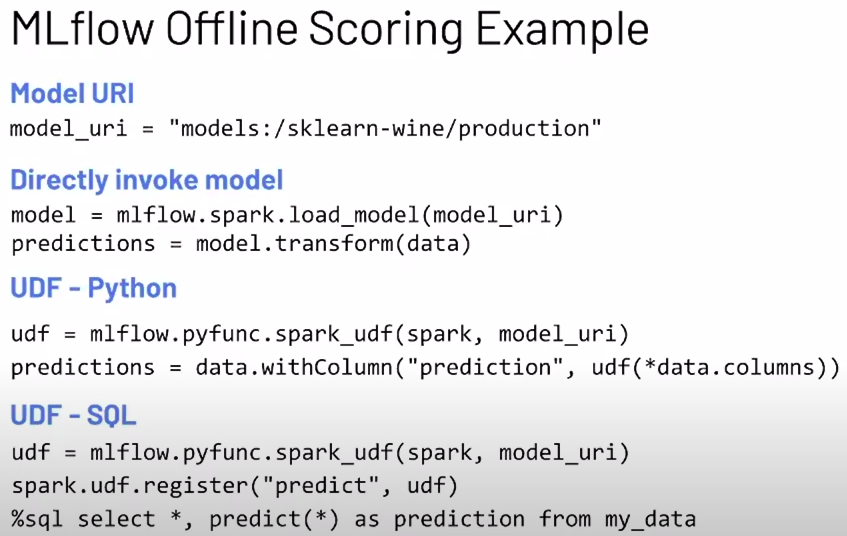 MLflow Offline Scoring Example
Model URI
model_uri = "models:/sklearn-wine/production"
Directly invoke model
model = mlflow.spark.load_model(model_uri)
predictions = model.transform(data)
UDF - Python
udf = mlflow.pyfunc.spark_udf(spark, model_uri)
predictions = data.withColumn("prediction", udf(*data.columns))
UDF - SQL
udf = mlflow.pyfunc.spark_udf(spark, model_uri)
spark.udf.register("predict", udf)
%sql select *, predict(*) as prediction from my_data